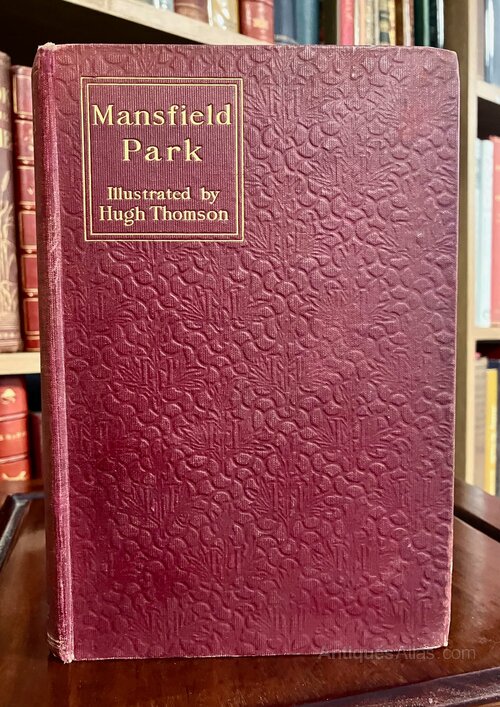 Mansfield
Park
Illustrated by
Hugh Thomson
AntiquesAtlas.com